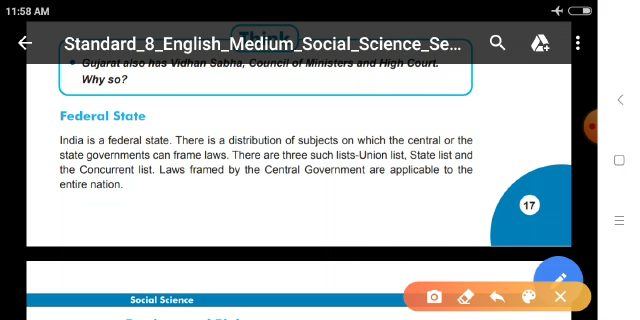 11:58 AM
Think
Standard_8_English_Medium_Social_Science_Se...
• Gujarat also has Vidhan Sabha, Council of Ministers and High Court.
Why so?
Federal State
India is a federal state. There is a distribution of subjects on which the central or the
state governments can frame laws. There are three such lists-Union list, State list and
the Concurrent list. Laws framed by the Central Government are applicable to the
entire nation.
17
Social Science